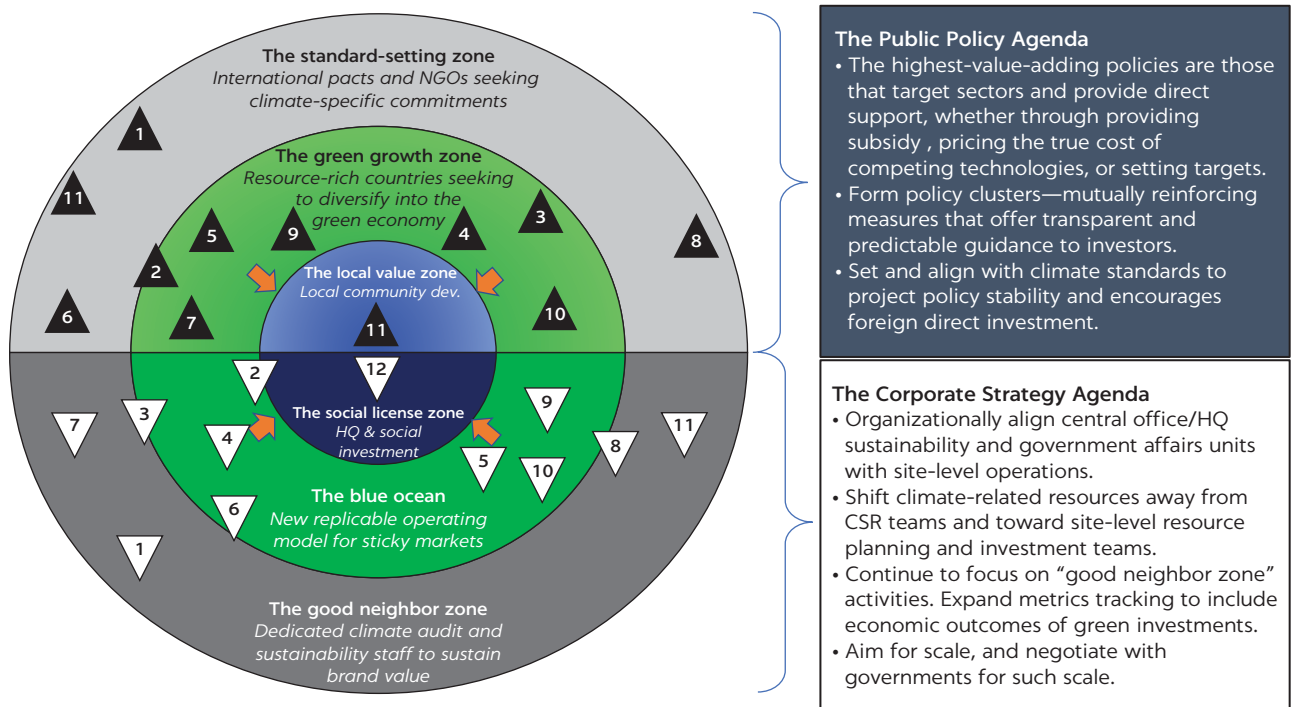 The standard-setting zone
International pacts and NGOs seeking
climate-specific commitments
1
The green growth zone
Resource-rich countries seeking
to diversify into the
green economy
11
3
5
9
4
8
2
The local value zone
Local community dev.
6
7
11
10
2
12
The social license zone
HQ & social
investment
7
3
4
9
11
8
5
10
The blue ocean
New replicable operating
model for sticky markets
6
1
The good neighbor zone
Dedicated climate audit and
sustainability staff to sustain
brand value
The Public Policy Agenda
• The highest-value-adding policies are those
that target sectors and provide direct
support, whether through providing
subsidy , pricing the true cost of
competing technologies, or setting targets.
• Form policy clusters—mutually reinforcing
measures that offer transparent and
predictable guidance to investors.
• Set and align with climate standards to
project policy stability and encourages
foreign direct investment.
The Corporate Strategy Agenda
• Organizationally align central office/HQ
sustainability and government affairs units
with site-level operations.
• Shift climate-related resources away from
CSR teams and toward site-level resource
planning and investment teams.
• Continue to focus on “good neighbor zone”
activities. Expand metrics tracking to include
economic outcomes of green investments.
• Aim for scale, and negotiate with
governments for such scale.